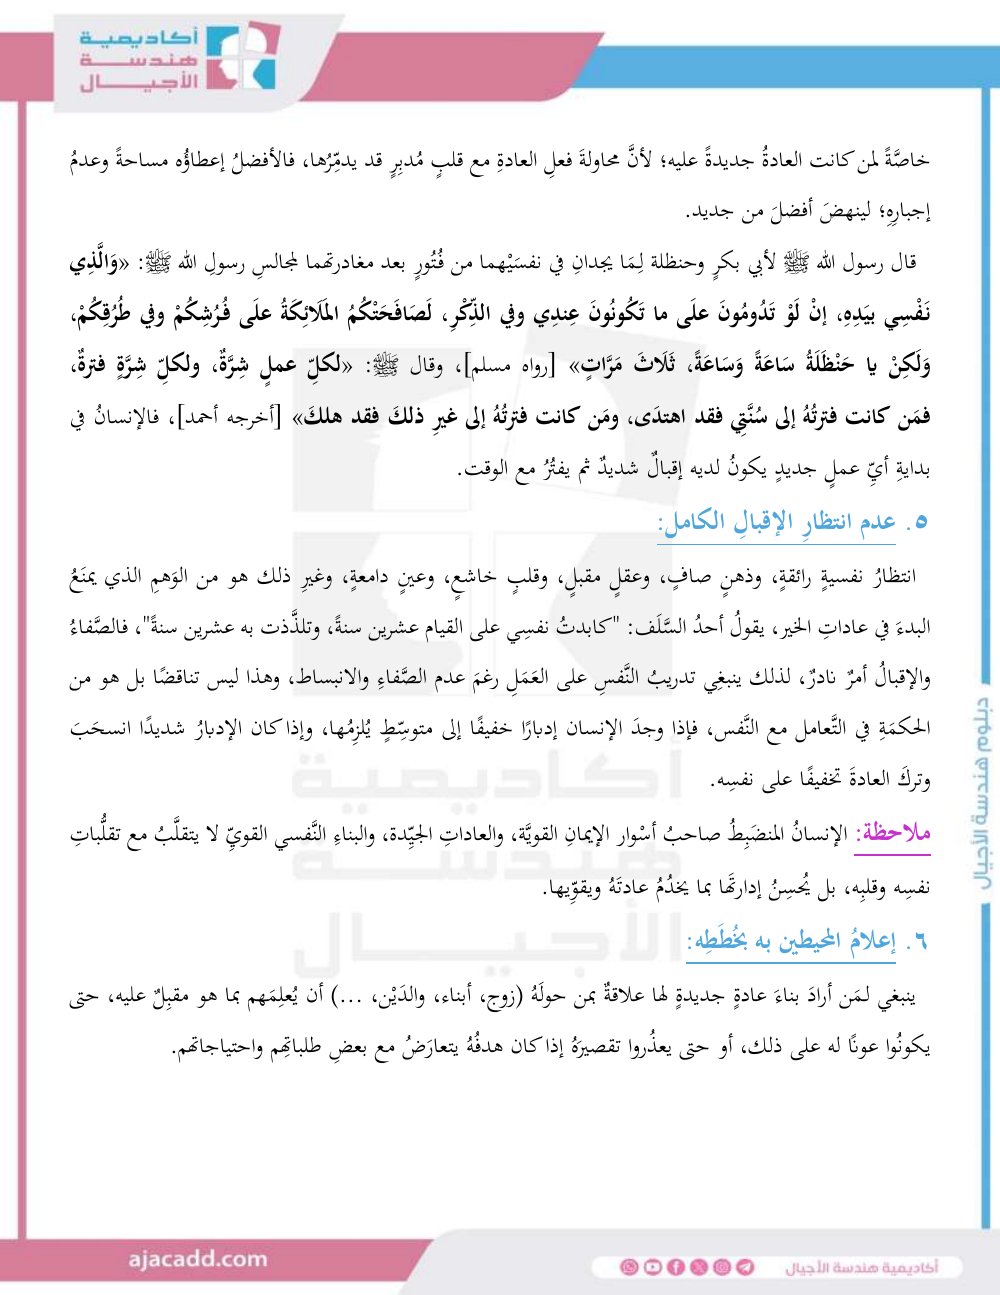 أكاديمية
هندسة
الأجيال
خاصَّةً لمن كانت العادةُ جديدةً عليه؛ لأنَّ محاولةَ فعلِ العادةِ مع قلبٍ مُدبِرٍ قد يدمِّرُها، فالأفضلُ إعطاؤُه مساحةً وعدمُ
إجبارِهِ؛ لينهضَ أفضلَ من جديد.
قال رسول الله ﷺ لأبي بكرٍ وحنظلة لِمَا يجدانِ في نفسَيْهما من فُتُورٍ بعد مغادرتهما لمجالسِ رسولِ الله ﷺ: «وَالَّذِي
نَفْسِي بيَدِهِ، إنْ لَوْ تَدُومُونَ علَى ما تَكُونُونَ عِندِي وفي الذِّكْرِ، لَصَافَحَتْكُمُ المَلَائِكَةُ علَى فُرُشِكُمْ وفي طُرُقِكُمْ،
وَلَكِنْ يا حَنْظَلَةُ سَاعَةً وَسَاعَةً، ثَلَاثَ مَرَّاتٍ» [رواه مسلم]، وقال ﷺ: «لكلِّ عملٍ شِرَّةٌ، ولكلِّ شِرَّةٍ فترةٌ،
فمَن كانت فترتُهُ إلى سُنَّتِي فقد اهتدَى، ومَن كانت فترتُهُ إلى غيرِ ذلكَ فقد هلكَ» [أخرجه أحمد]، فالإنسانُ في
بدايةِ أيِّ عملٍ جديدٍ يكونُ لديه إقبالٌ شديدٌ ثم يفتُرُ مع الوقت.
٥. عدم انتظارِ الإقبالِ الكامل:
انتظارُ نفسيةٍ رائقةٍ، وذهنٍ صافٍ، وعقلٍ مقبلٍ، وقلبٍ خاشعٍ، وعينٍ دامعةٍ، وغيرِ ذلك هو من الوَهمِ الذي يمنَعُ
البدءَ في عاداتِ الخير، يقولُ أحدُ السَّلَف: "كابدتُ نفسِي على القيام عشرين سنةً، وتلذَّذت به عشرين سنةً"، فالصَّفاءُ
والإقبالُ أمرٌ نادرٌ، لذلك ينبغِي تدريبُ النَّفسِ على العَمَلِ رغمَ عدم الصَّفاءِ والانبساط، وهذا ليس تناقضًا بل هو من
الحكمَةِ في التَّعامل مع النَّفس، فإذا وجدَ الانسان إدبارًا خفيفًا إلى متوسِّطٍ يُلزِمُها، وإذا كان الإدبارُ شديدًا انسحَبَ
وتركَ العادةَ تخفيفًا على نفسِه.
ملاحظة: الإنسانُ المنضَبِطُ صاحبُ أسْوار الإيمانِ القويَّة، والعاداتِ الجيِّدة، والبناءِ النَّفسي القويِّ لا يتقلَّبُ مع تقلُّباتِ
نفسِه وقلبِه، بل يُحسِنُ إدارتَها بما يخدُمُ عادتَهُ ويقوِّيها.
٦. إعلامُ المحيطين به بخُطَطِه:
ينبغي لمَن أرادَ بناءَ عادةٍ جديدةٍ لها علاقةٌ بمن حولَهُ (زوج، أبناء، والدَيْن، ...) أن يُعلِمَهم بما هو مقبِلٌ عليه، حتى
يكونُوا عونًا له على ذلك، أو حتى يعذُروا تقصيرَهُ إذا كان هدفُهُ يتعارَضُ مع بعضِ طلباتهِم واحتياجاتهم.
دبلوم هندسة الأجيال
أكاديمية
هندسة
الأجيال
ajacadd.com
أكاديمية هندسة الأجيال